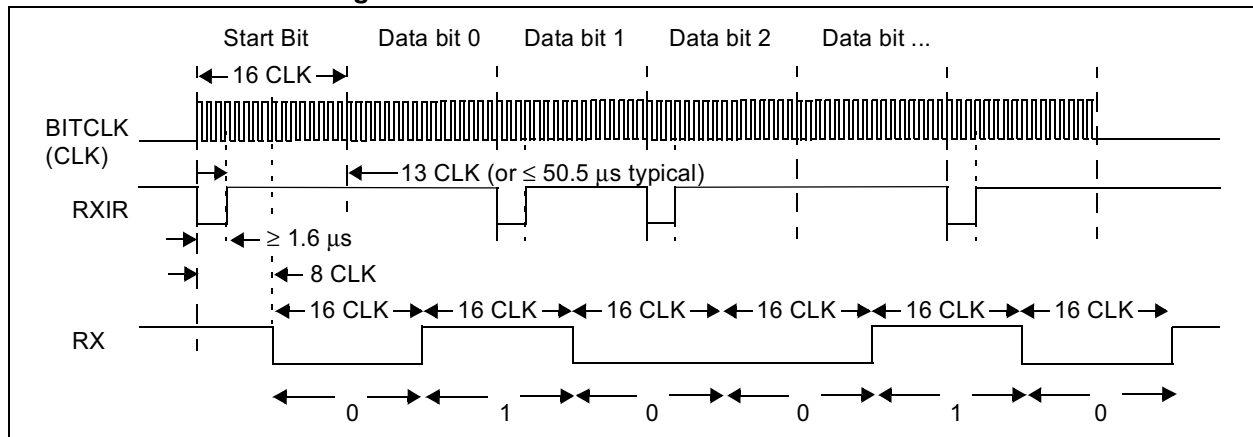 Start Bit Data bit 0 Data bit 1 Data bit 2 Data bit ...
16 CLK
BITCLK
(CLK)
13 CLK (or ≤ 50.5 μs typical)
RXIR
≥ 1.6 μs
8 CLK
16 CLK 16 CLK 16 CLK 16 CLK 16 CLK 16 CLK
RX
0 1 0 0 1 0